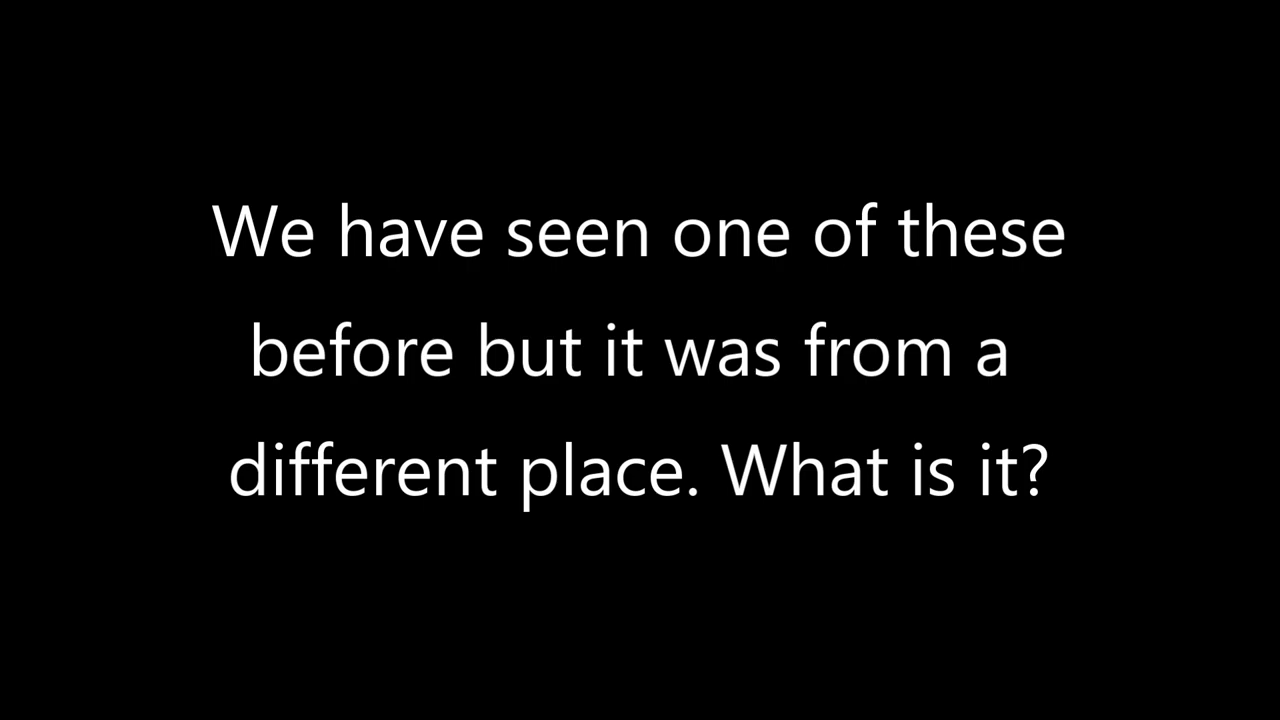 We have seen one of these
before but it was from a
different place. What is it?